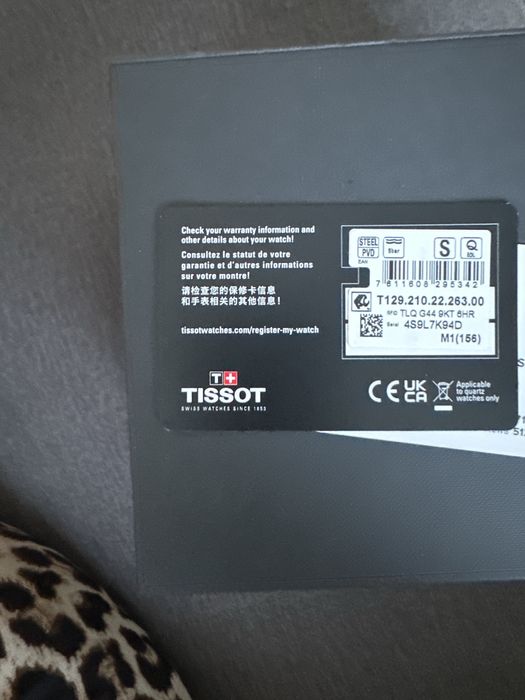 Check your warranty information and
other details about your watch!
Consultez le statut de votre
garantie et d'autres informations
sur votre montre!
请检查您的保修卡信息
和手表相关的其他信息！
tissotwatches.com/register-my-watch
T+
TISSOT
SWISS WATCHES SINCE 1853
STEEL
PVD
5bar
S
EOL
EAN
7 611608 295342
T129.210.22.263.00
TLQ G44 9KT 6HR
Serial 4S9L7K94D
M1(156)
CE UK
CA
Applicable
to quartz
watches only